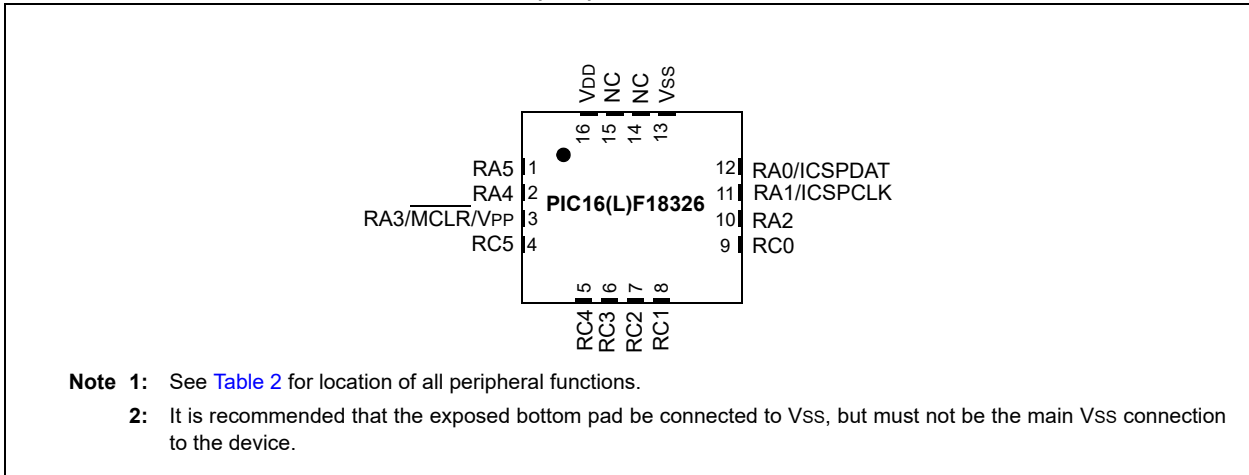 VDD
NC
NC
VSS
16
15
14
13
RA5 1
RA4 2
RA3/MCLR/VPP 3
RC5 4
PIC16(L)F18326
12 RA0/ICSPDAT
11 RA1/ICSPCLK
10 RA2
9 RC0
5
6
7
8
RC4
RC3
RC2
RC1
Note 1: See Table 2 for location of all peripheral functions.
2: It is recommended that the exposed bottom pad be connected to VSS, but must not be the main VSS connection
to the device.